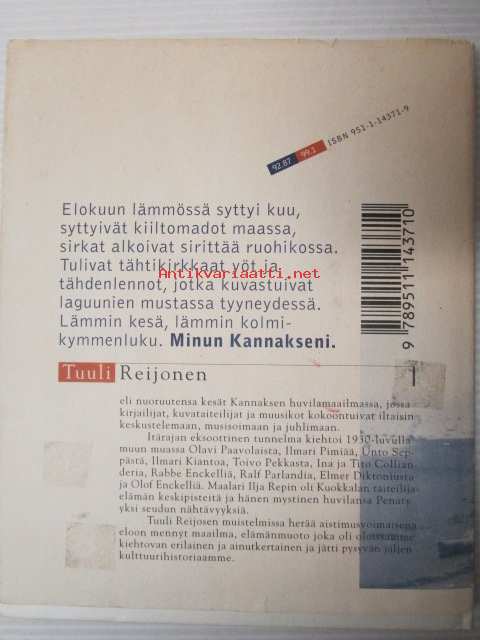 92.87 99.1 ISBN 951-1-14371-9
Elokuun lämmössä syttyi kuu,
syttyivät kiiltomadot maassa,
sirkat alkoivat sirittää ruohikossa.
Tulivat tähtikirkkaat yöt ja
tähdenlennot, jotka kuvastuivat
laguunien mustassa tyyneydessä.
Lämmin kesä, lämmin kolmi-
kymmenluku. Minun Kannakseni.
9 789511 143710
Antikvariaatti.net
Tuuli Reijonen
eli nuoruutensa kesät Kannaksen huvilamaailmassa, jossa
kirjailijat, kuvataiteilijat ja muusikot kokoontuivat iltaisin
keskustelemaan, musisoimaan ja juhlimaan.
Itärajan eksoottinen tunnelma kiehtoi 1930-luvulla
muun muassa Olavi Paavolaista, Ilmari Pimiää, Unto Sep-
pästä, Ilmari Kiantoa, Toivo Pekkasta, Ina ja Tito Collian-
deria, Rabbe Enckelliä, Ralf Parlandia, Elmer Diktoniusta
ja Olof Enckelliä. Maalari Ilja Repin oli Kuokkalan taiteilija-
elämän keskipisteitä ja hänen mystinen huvilansa Penaty
yksi seudun nähtävyyksiä.
Tuuli Reijosen muistelmissa herää aistimusvoimaisena
eloon mennyt maailma, elämänmuoto joka oli olossamme
kiehtovan erilainen ja ainutkertainen ja jätti pysyvän jäljen
kulttuurihistoriaamme.